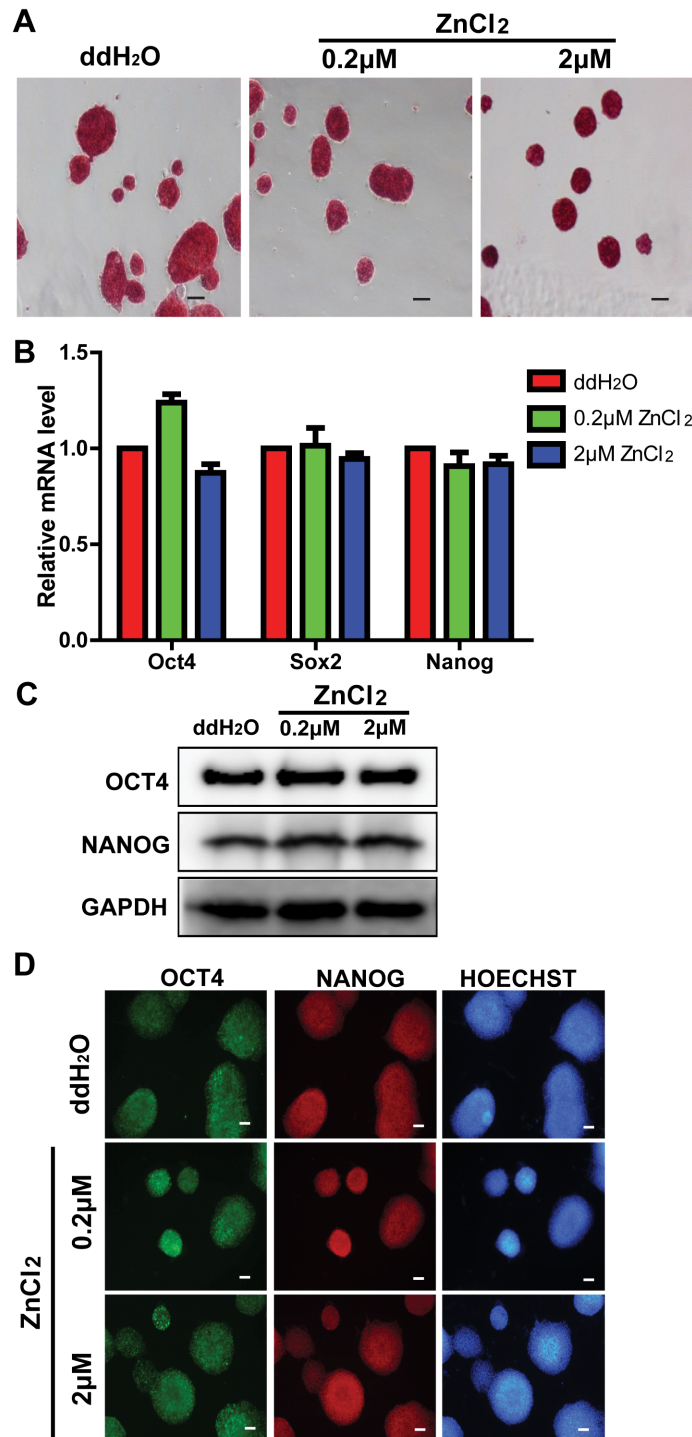 A
ZnCl2
ddH2O
0.2µM
2µM
B
Relative mRNA level
1.5
1.0
0.5
0.0
Oct4
Sox2
Nanog
ddH2O
0.2µM ZnCl2
2µM ZnCl2
C
ZnCl2
ddH2O
0.2µM
2µM
OCT4
NANOG
GAPDH
D
OCT4
NANOG
HOECHST
ddH2O
ZnCl2
0.2µM
2µM